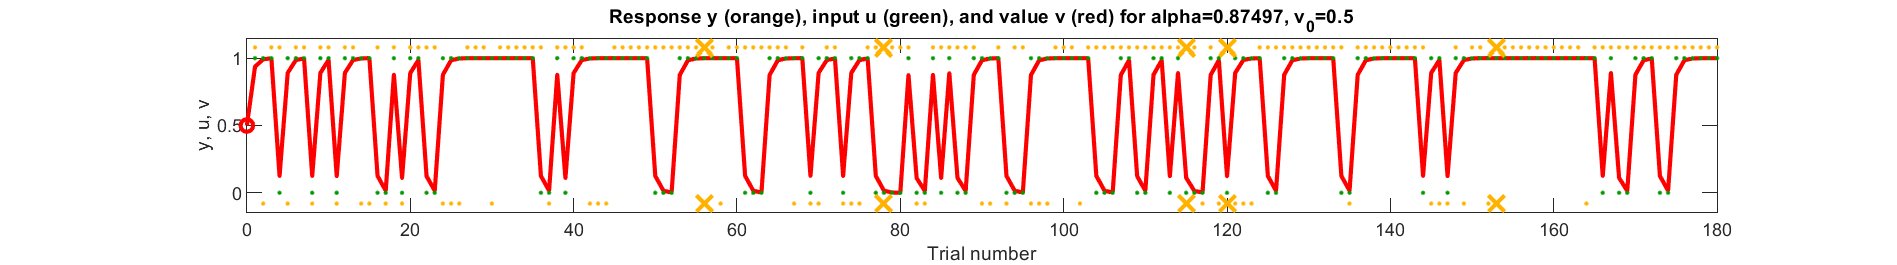 Response y (orange), input u (green), and value v (red) for alpha=0.87497, v₀=0.5
y, u, v
1
0.5
0
0 20 40 60 80 100 120 140 160 180
Trial number